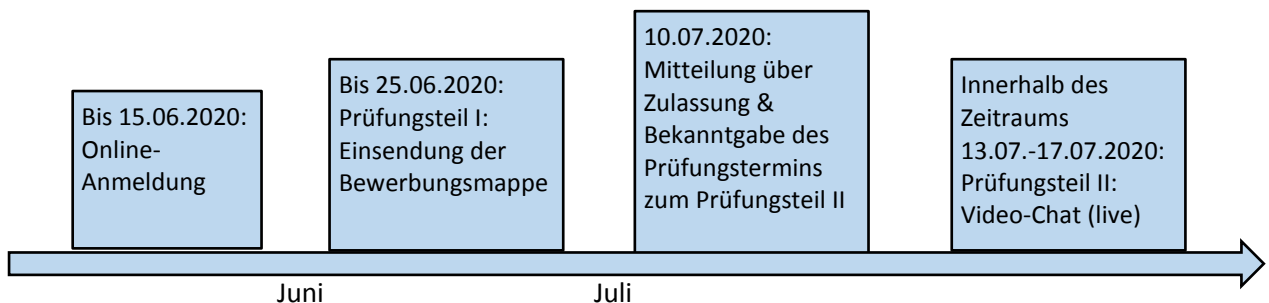 Bis 15.06.2020:
Online-
Anmeldung
Bis 25.06.2020:
Prüfungsteil I:
Einsendung der
Bewerbungsmappe
10.07.2020:
Mitteilung über
Zulassung &
Bekanntgabe des
Prüfungstermins
zum Prüfungsteil II
Innerhalb des
Zeitraums
13.07.-17.07.2020:
Prüfungsteil II:
Video-Chat (live)
Juni
Juli